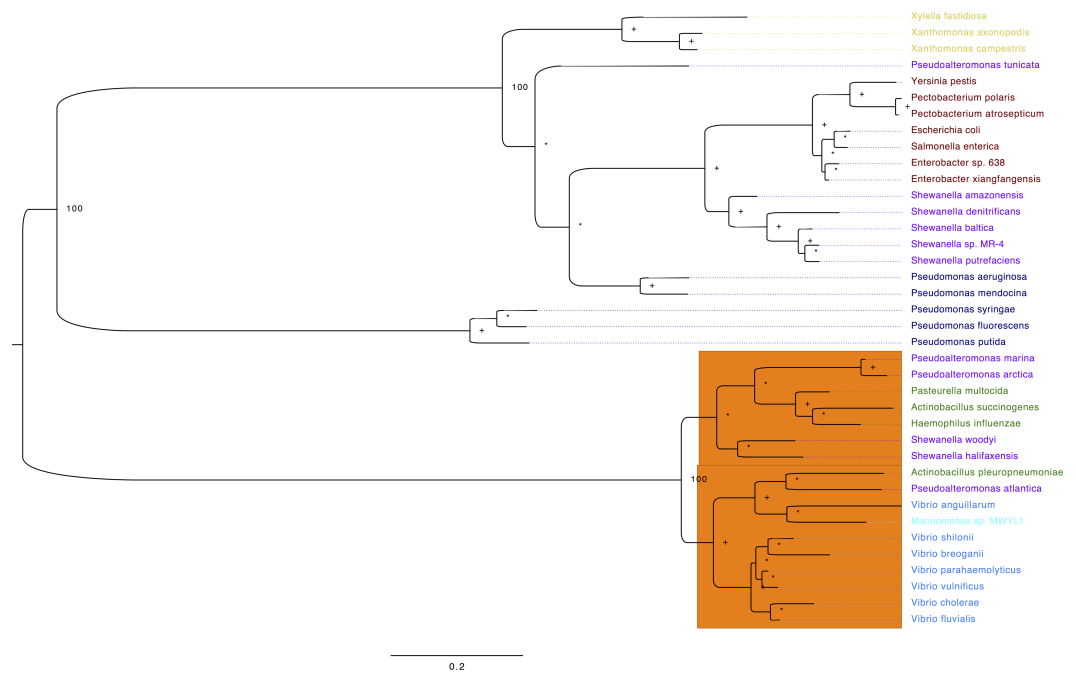 Xylella fastidiosa
+
Xanthomonas axonopodis
+
Xanthomonas campestris
Pseudoalteromonas tunicata
100
Yersinia pestis
+
Pectobacterium polaris
+
Pectobacterium atrosepticum
+
Escherichia coli
*
Salmonella enterica
*
*
Enterobacter sp. 638
*
+
Enterobacter xiangfangensis
Shewanella amazonensis
100
+
Shewanella denitrificans
*
+
Shewanella baltica
+
Shewanella sp. MR-4
*
Shewanella putrefaciens
Pseudomonas aeruginosa
+
Pseudomonas mendocina
Pseudomonas syringae
*
Pseudomonas fluorescens
+
Pseudomonas putida
Pseudoalteromonas marina
+
Pseudoalteromonas arctica
*
Pasteurella multocida
+
Actinobacillus succinogenes
*
*
Haemophilus influenzae
Shewanella woodyi
*
Shewanella halifaxensis
Actinobacillus pleuropneumoniae
100
*
Pseudoalteromonas atlantica
+
Vibrio anguillarum
*
Marinomonas sp. MWYL1
Vibrio shilonii
+
*
Vibrio breoganii
*
Vibrio parahaemolyticus
*
Vibrio vulnificus
+
Vibrio cholerae
*
Vibrio fluvialis
0.2